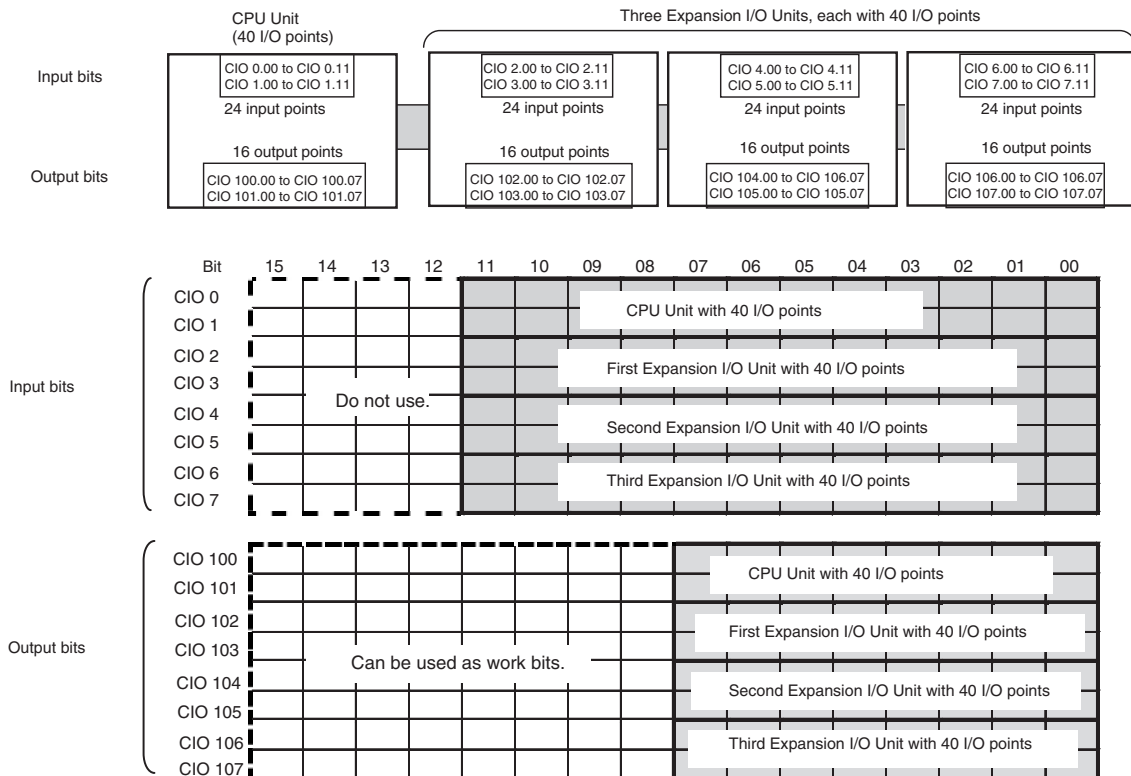 CPU Unit
(40 I/O points)
Three Expansion I/O Units, each with 40 I/O points
Input bits
CIO 0.00 to CIO 0.11
CIO 1.00 to CIO 1.11
24 input points
CIO 2.00 to CIO 2.11
CIO 3.00 to CIO 3.11
24 input points
CIO 4.00 to CIO 4.11
CIO 5.00 to CIO 5.11
24 input points
CIO 6.00 to CIO 6.11
CIO 7.00 to CIO 7.11
24 input points
Output bits
16 output points
CIO 100.00 to CIO 100.07
CIO 101.00 to CIO 101.07
16 output points
CIO 102.00 to CIO 102.07
CIO 103.00 to CIO 103.07
16 output points
CIO 104.00 to CIO 106.07
CIO 105.00 to CIO 105.07
16 output points
CIO 106.00 to CIO 106.07
CIO 107.00 to CIO 107.07
Bit 15 14 13 12 11 10 09 08 07 06 05 04 03 02 01 00
Input bits
CIO 0
CIO 1
CIO 2
CIO 3
CIO 4
CIO 5
CIO 6
CIO 7
Do not use.
CPU Unit with 40 I/O points
First Expansion I/O Unit with 40 I/O points
Second Expansion I/O Unit with 40 I/O points
Third Expansion I/O Unit with 40 I/O points
Output bits
CIO 100
CIO 101
CIO 102
CIO 103
CIO 104
CIO 105
CIO 106
CIO 107
Can be used as work bits.
CPU Unit with 40 I/O points
First Expansion I/O Unit with 40 I/O points
Second Expansion I/O Unit with 40 I/O points
Third Expansion I/O Unit with 40 I/O points